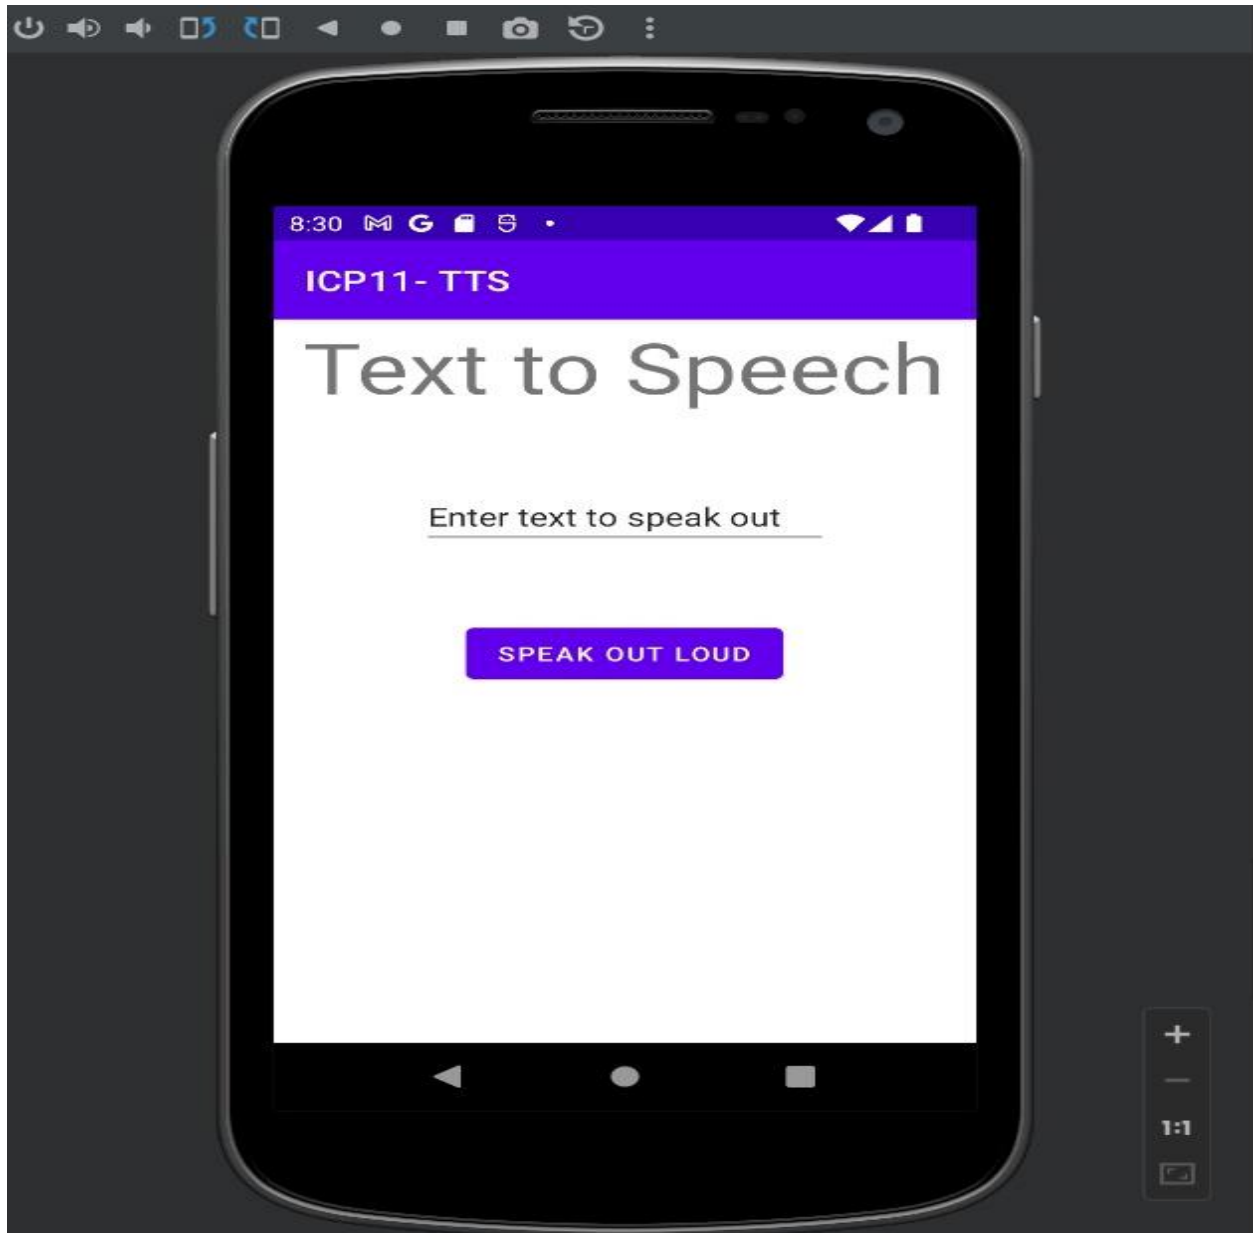 8:30
ICP11- TTS
Text to Speech
Enter text to speak out
SPEAK OUT LOUD
1:1